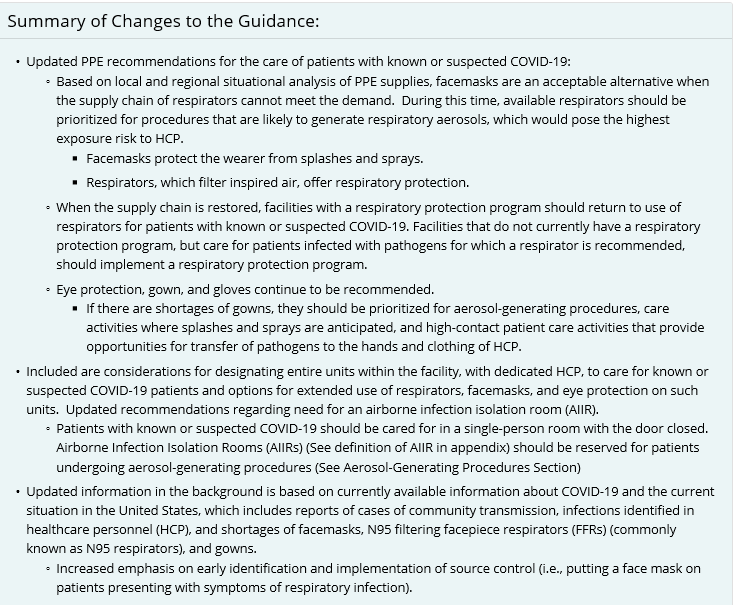 Summary of Changes to the Guidance:
• Updated PPE recommendations for the care of patients with known or suspected COVID-19:
◦ Based on local and regional situational analysis of PPE supplies, facemasks are an acceptable alternative when
the supply chain of respirators cannot meet the demand.  During this time, available respirators should be
prioritized for procedures that are likely to generate respiratory aerosols, which would pose the highest
exposure risk to HCP.
▪ Facemasks protect the wearer from splashes and sprays.
▪ Respirators, which filter inspired air, offer respiratory protection.
◦ When the supply chain is restored, facilities with a respiratory protection program should return to use of
respirators for patients with known or suspected COVID-19. Facilities that do not currently have a respiratory
protection program, but care for patients infected with pathogens for which a respirator is recommended,
should implement a respiratory protection program.
◦ Eye protection, gown, and gloves continue to be recommended.
▪ If there are shortages of gowns, they should be prioritized for aerosol-generating procedures, care
activities where splashes and sprays are anticipated, and high-contact patient care activities that provide
opportunities for transfer of pathogens to the hands and clothing of HCP.
• Included are considerations for designating entire units within the facility, with dedicated HCP, to care for known or
suspected COVID-19 patients and options for extended use of respirators, facemasks, and eye protection on such
units.  Updated recommendations regarding need for an airborne infection isolation room (AIIR).
◦ Patients with known or suspected COVID-19 should be cared for in a single-person room with the door closed.
Airborne Infection Isolation Rooms (AIIRs) (See definition of AIIR in appendix) should be reserved for patients
undergoing aerosol-generating procedures (See Aerosol-Generating Procedures Section)
• Updated information in the background is based on currently available information about COVID-19 and the current
situation in the United States, which includes reports of cases of community transmission, infections identified in
healthcare personnel (HCP), and shortages of facemasks, N95 filtering facepiece respirators (FFRs) (commonly
known as N95 respirators), and gowns.
◦ Increased emphasis on early identification and implementation of source control (i.e., putting a face mask on
patients presenting with symptoms of respiratory infection).